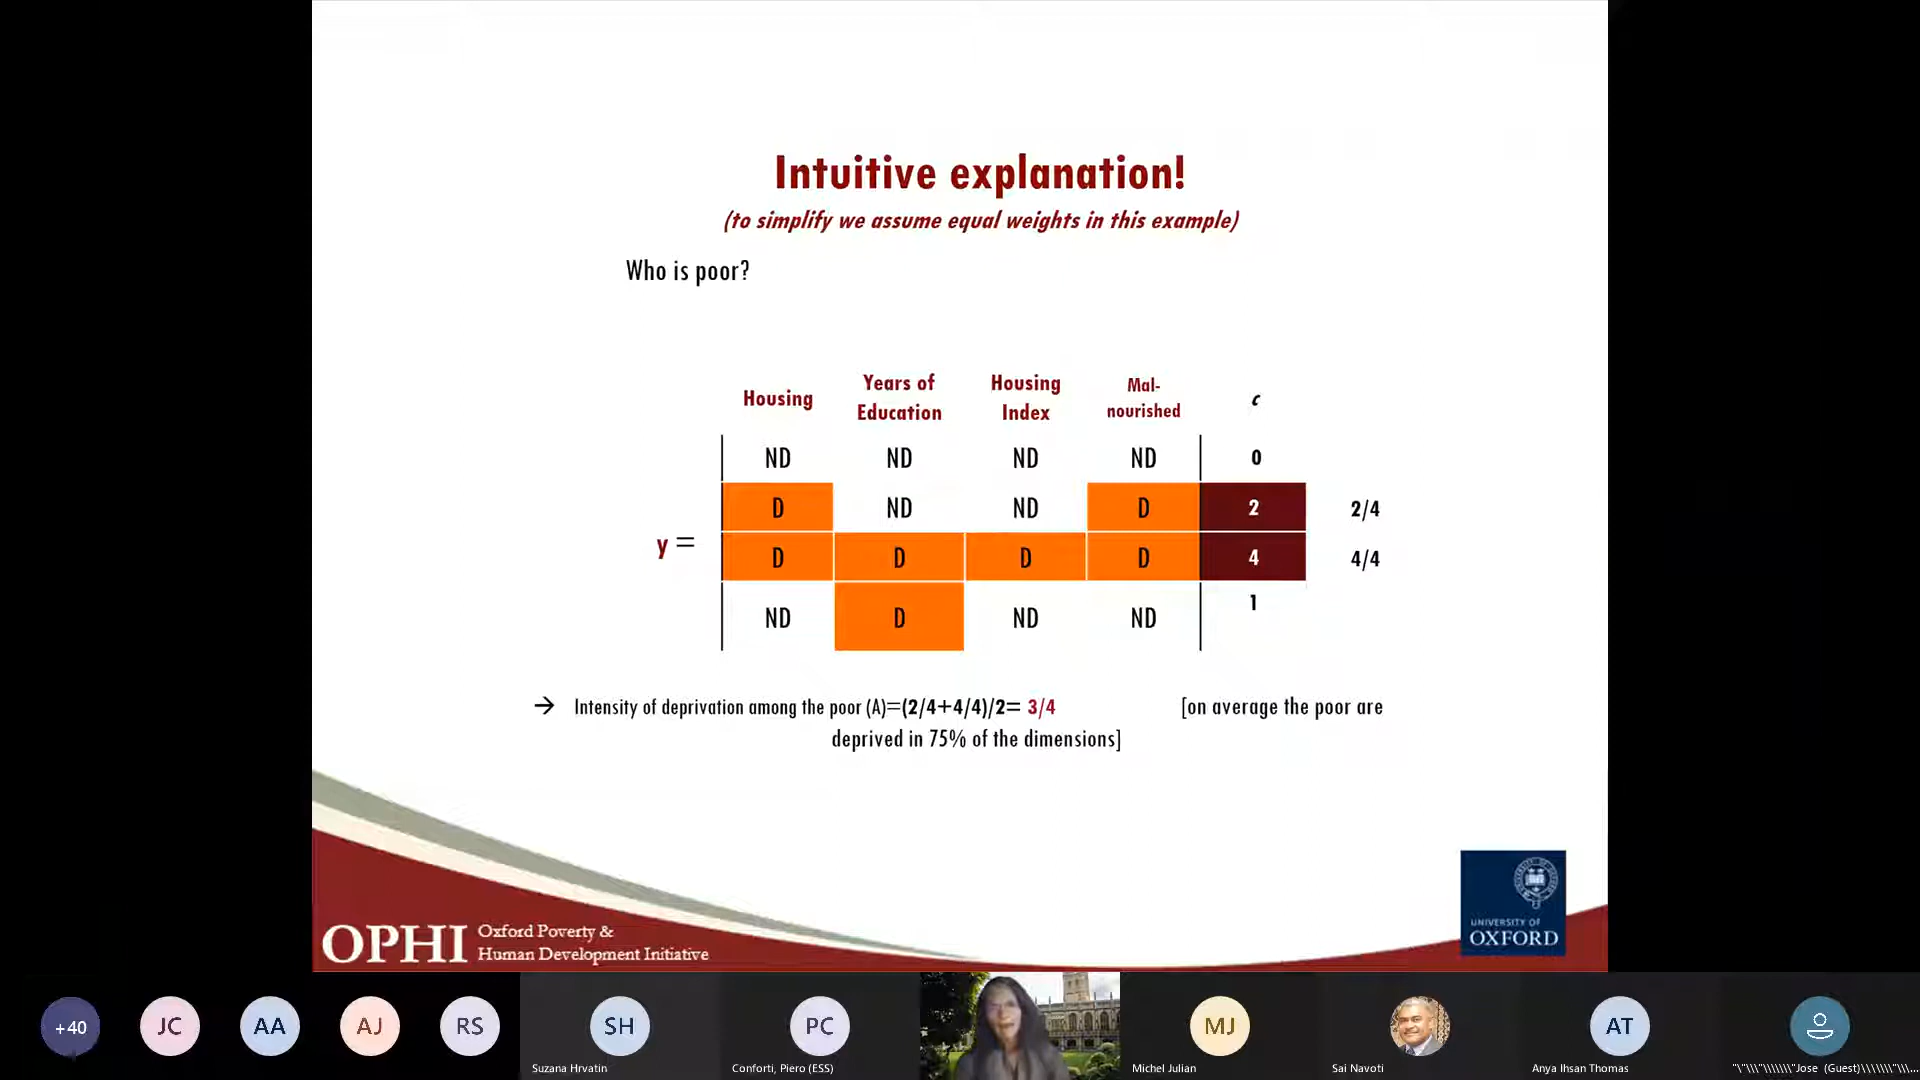 Intuitive explanation!
(to simplify we assume equal weights in this example)
Who is poor?
Housing Years of Education Housing Index Mal-nourished c
ND ND ND ND 0
D ND ND D 2 2/4
y = D D D D 4 4/4
ND D ND ND 1
→ Intensity of deprivation among the poor (A)=(2/4+4/4)/2= 3/4 [on average the poor are
deprived in 75% of the dimensions]
OPHI Oxford Poverty &
Human Development Initiative
UNIVERSITY OF
OXFORD
+40 JC AA AJ RS SH PC MJ AT
Suzana Hrvatin Conforti, Piero (ESS) Michel Julian Sai Navoti Anya Ihsan Thomas "\"\\\"\\\\\\\"Jose (Guest)\\\\\\\"\\...